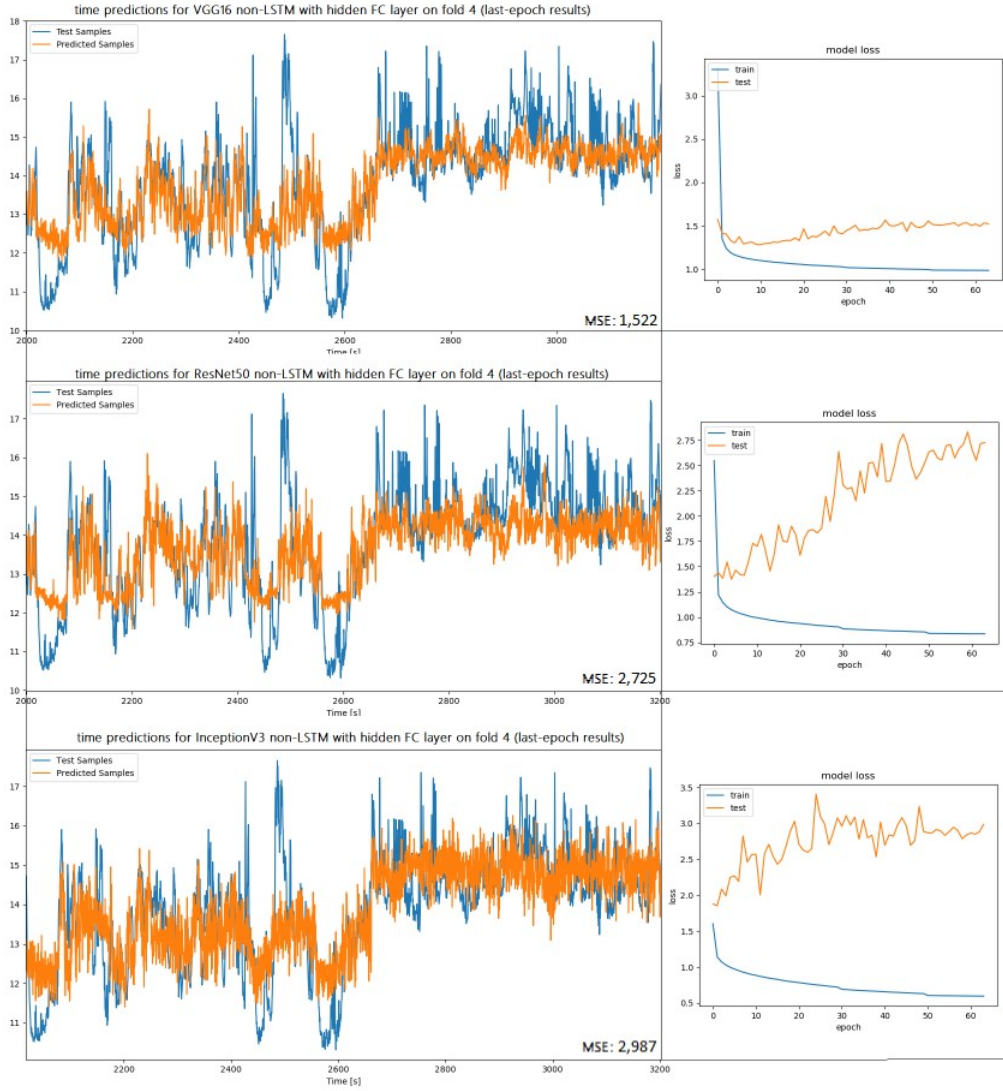 time predictions for VGG16 non-LSTM with hidden FC layer on fold 4 (last-epoch results)
18
17
16
15
14
13
12
11
10
Test Samples
Predicted Samples
MSE: 1,522
2000
2200
2400
2600
2800
3000
Time [s]
model loss
train
test
loss
3.0
2.5
2.0
1.5
1.0
0
10
20
30
40
50
60
epoch
time predictions for ResNet50 non-LSTM with hidden FC layer on fold 4 (last-epoch results)
17
16
15
14
13
12
11
10
Test Samples
Predicted Samples
MSE: 2,725
2000
2200
2400
2600
2800
3000
3200
Time [s]
model loss
train
test
loss
2.75
2.50
2.25
2.00
1.75
1.50
1.25
1.00
0.75
0
10
20
30
40
50
60
epoch
time predictions for InceptionV3 non-LSTM with hidden FC layer on fold 4 (last-epoch results)
17
16
15
14
13
12
11
Test Samples
Predicted Samples
MSE: 2,987
2200
2400
2600
2800
3000
3200
Time [s]
model loss
train
test
loss
3.5
3.0
2.5
2.0
1.5
1.0
0.5
0
10
20
30
40
50
60
epoch